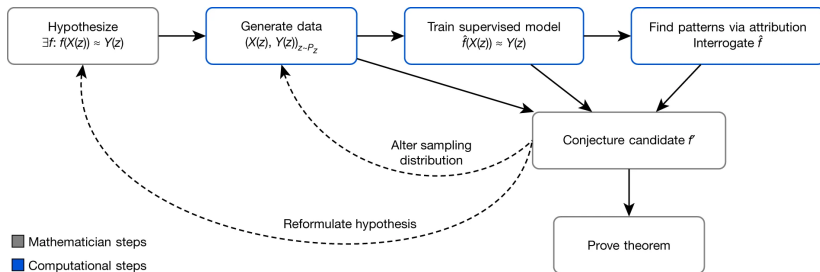 Hypothesize
∃f: f(X(z)) ≈ Y(z)
Generate data
(X(z), Y(z))z~Pz
Train supervised model
f̂(X(z)) ≈ Y(z)
Find patterns via attribution
Interrogate f̂
Conjecture candidate f′
Alter sampling
distribution
Reformulate hypothesis
Prove theorem
Mathematician steps
Computational steps